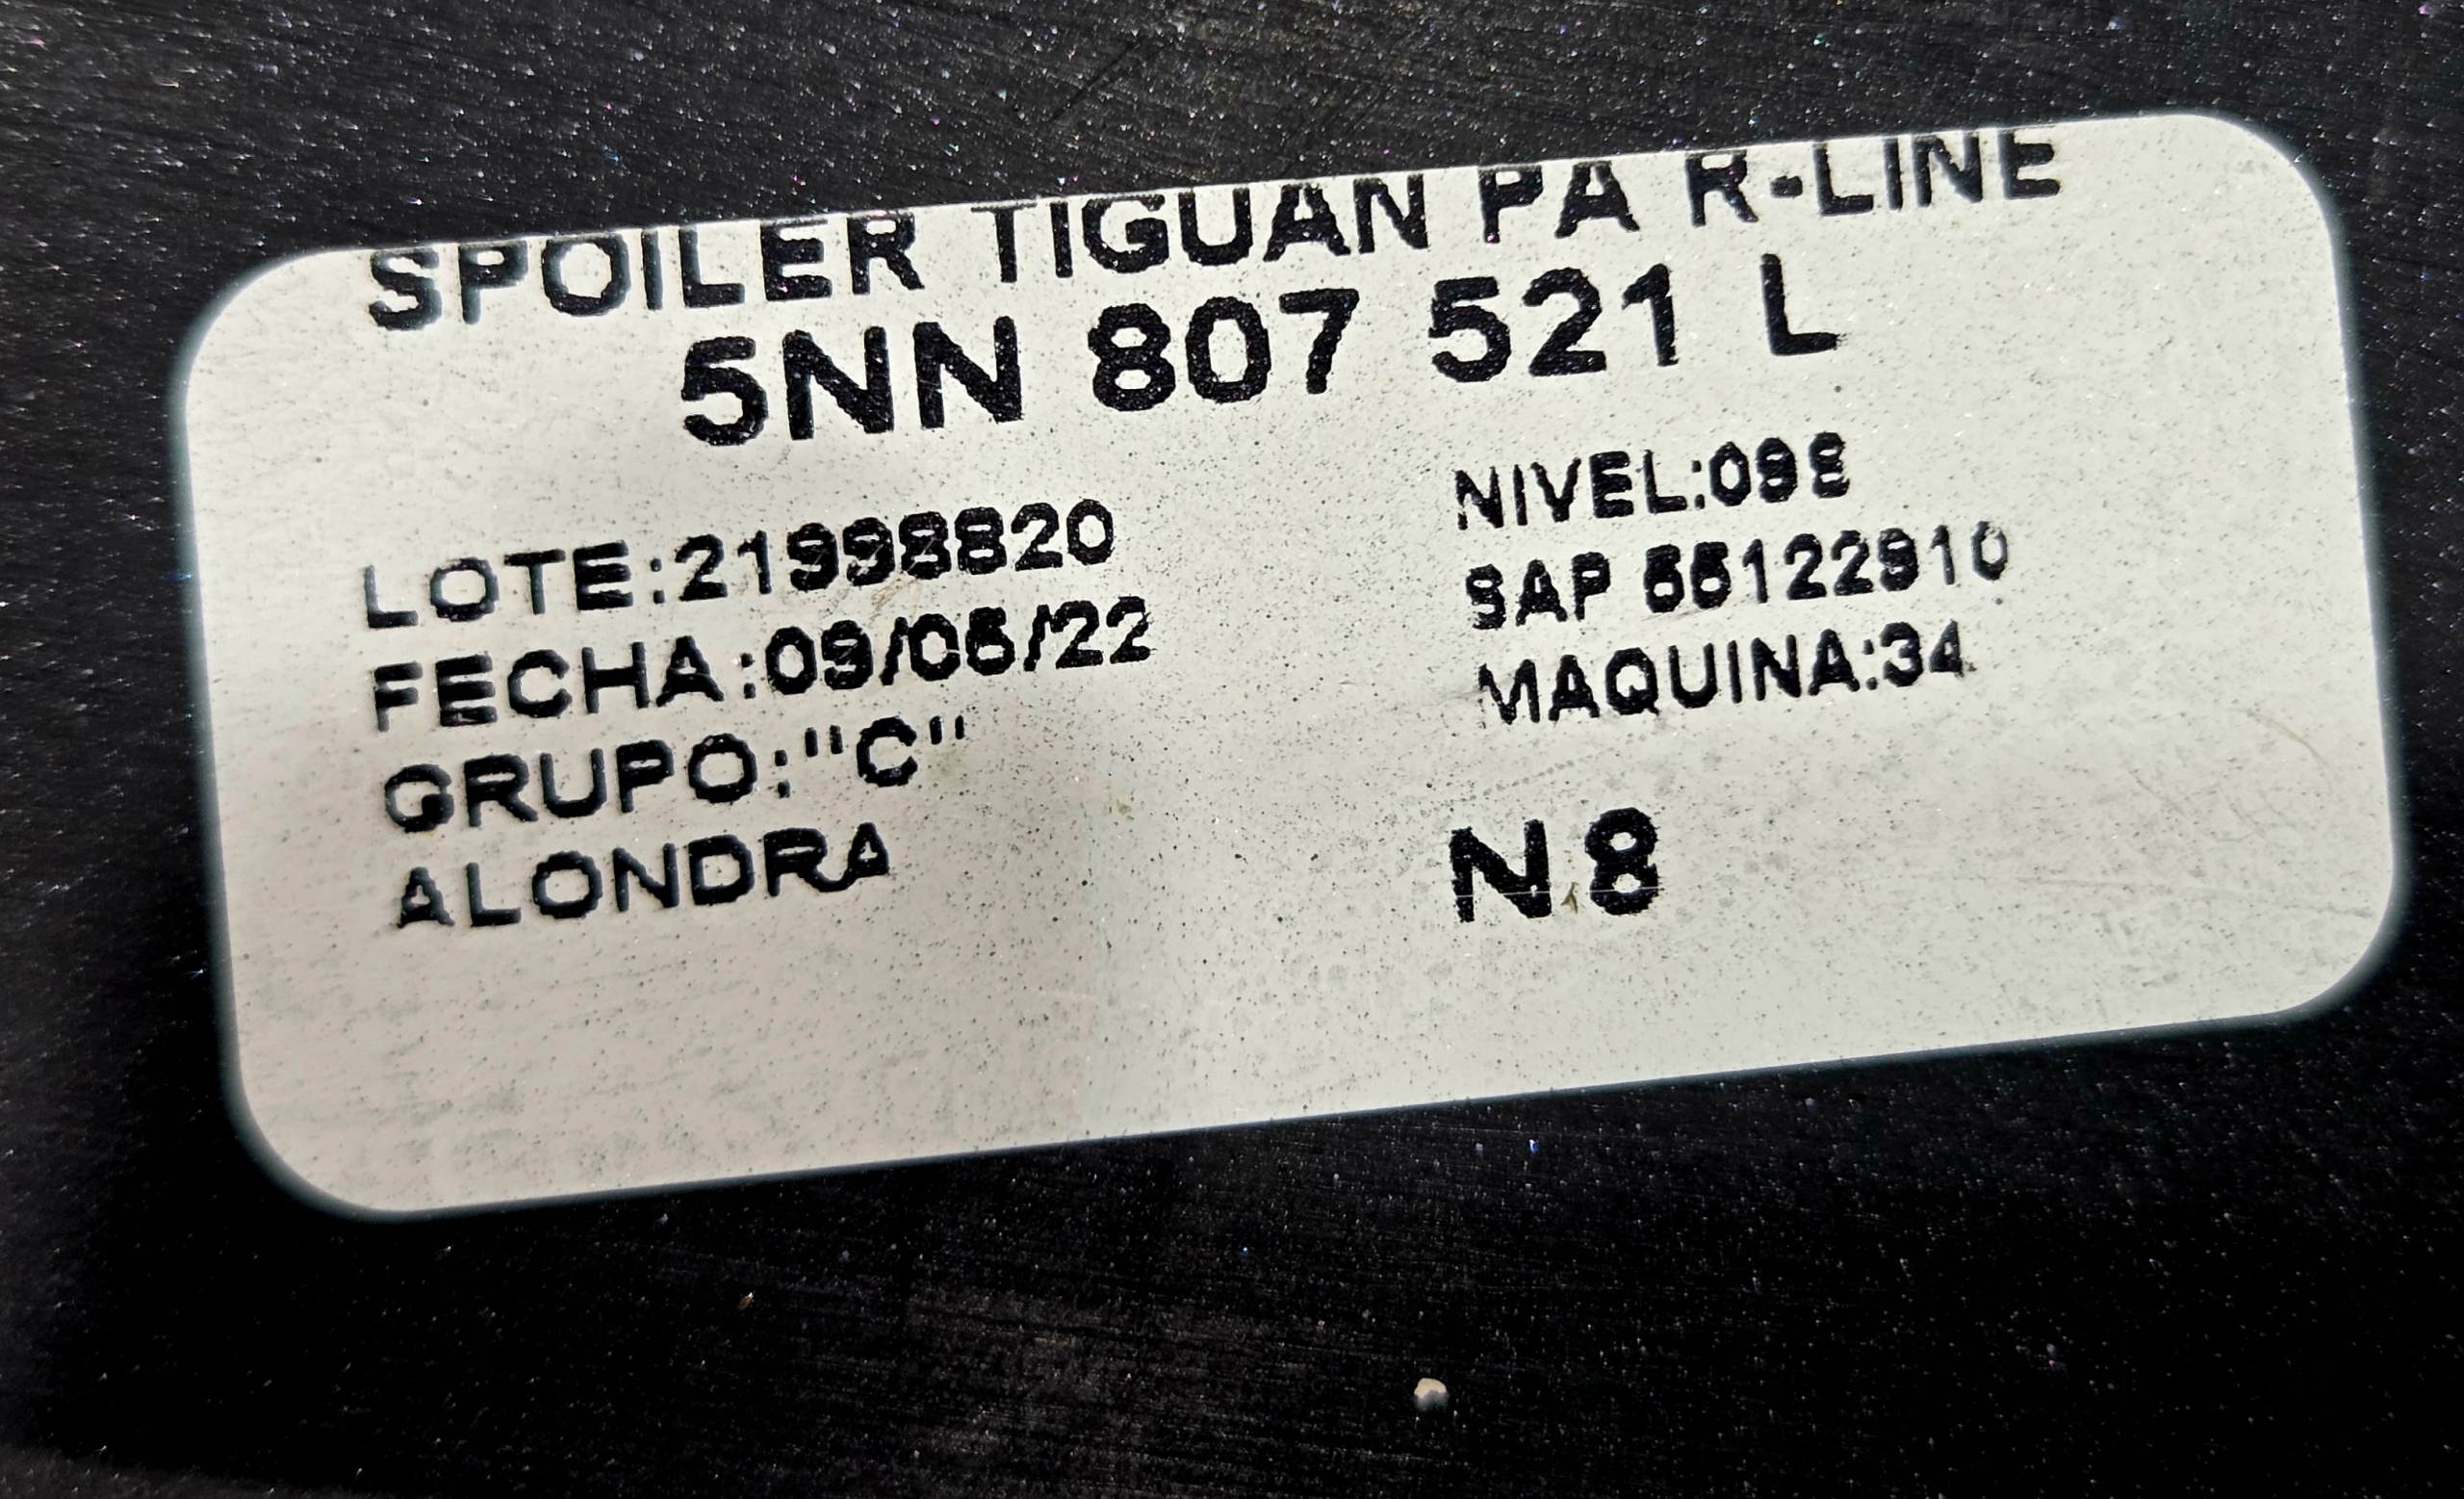 SPOILER TIGUAN PA R-LINE
5NN 807 521 L
LOTE:21998820
FECHA:09/06/22
GRUPO:"C"
ALONDRA
NIVEL:098
SAP 55122910
MAQUINA:34
N8